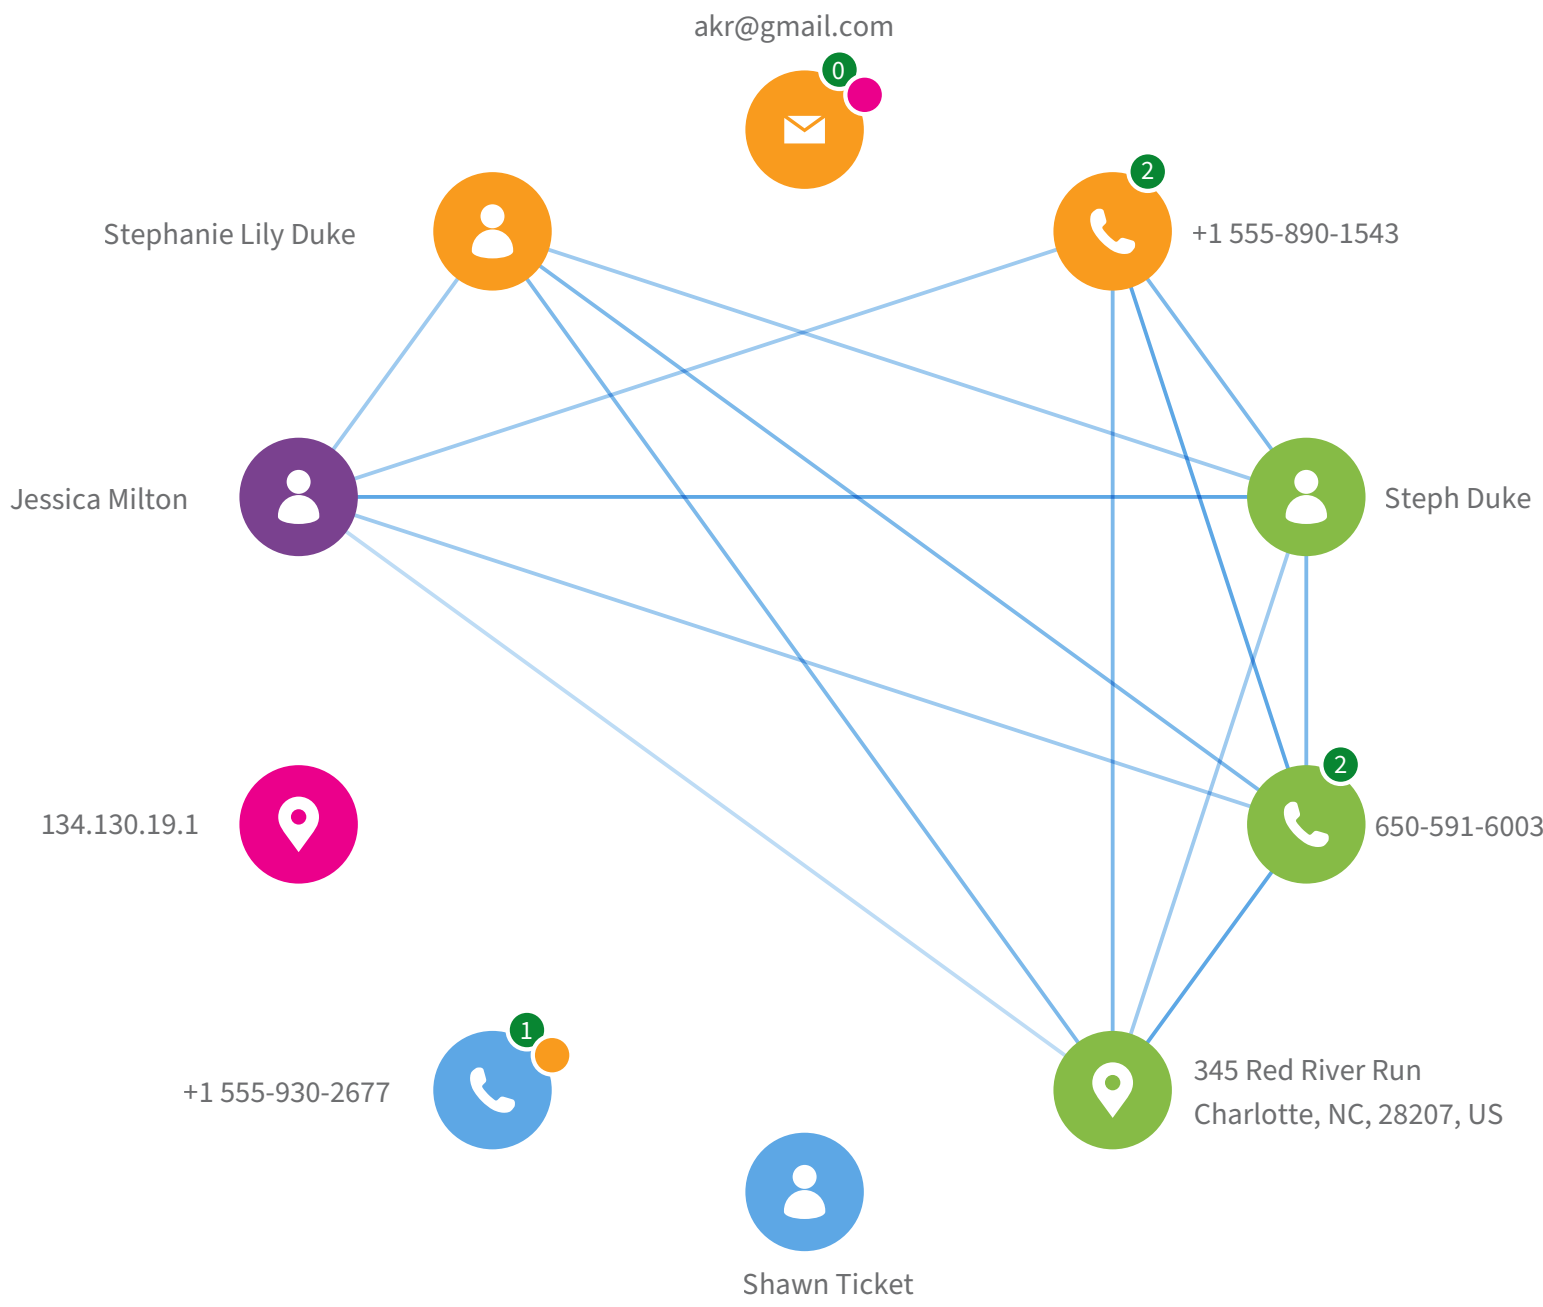 akr@gmail.com
0
2
Stephanie Lily Duke
+1 555-890-1543
Jessica Milton
Steph Duke
2
134.130.19.1
650-591-6003
1
+1 555-930-2677
345 Red River Run
Charlotte, NC, 28207, US
Shawn Ticket